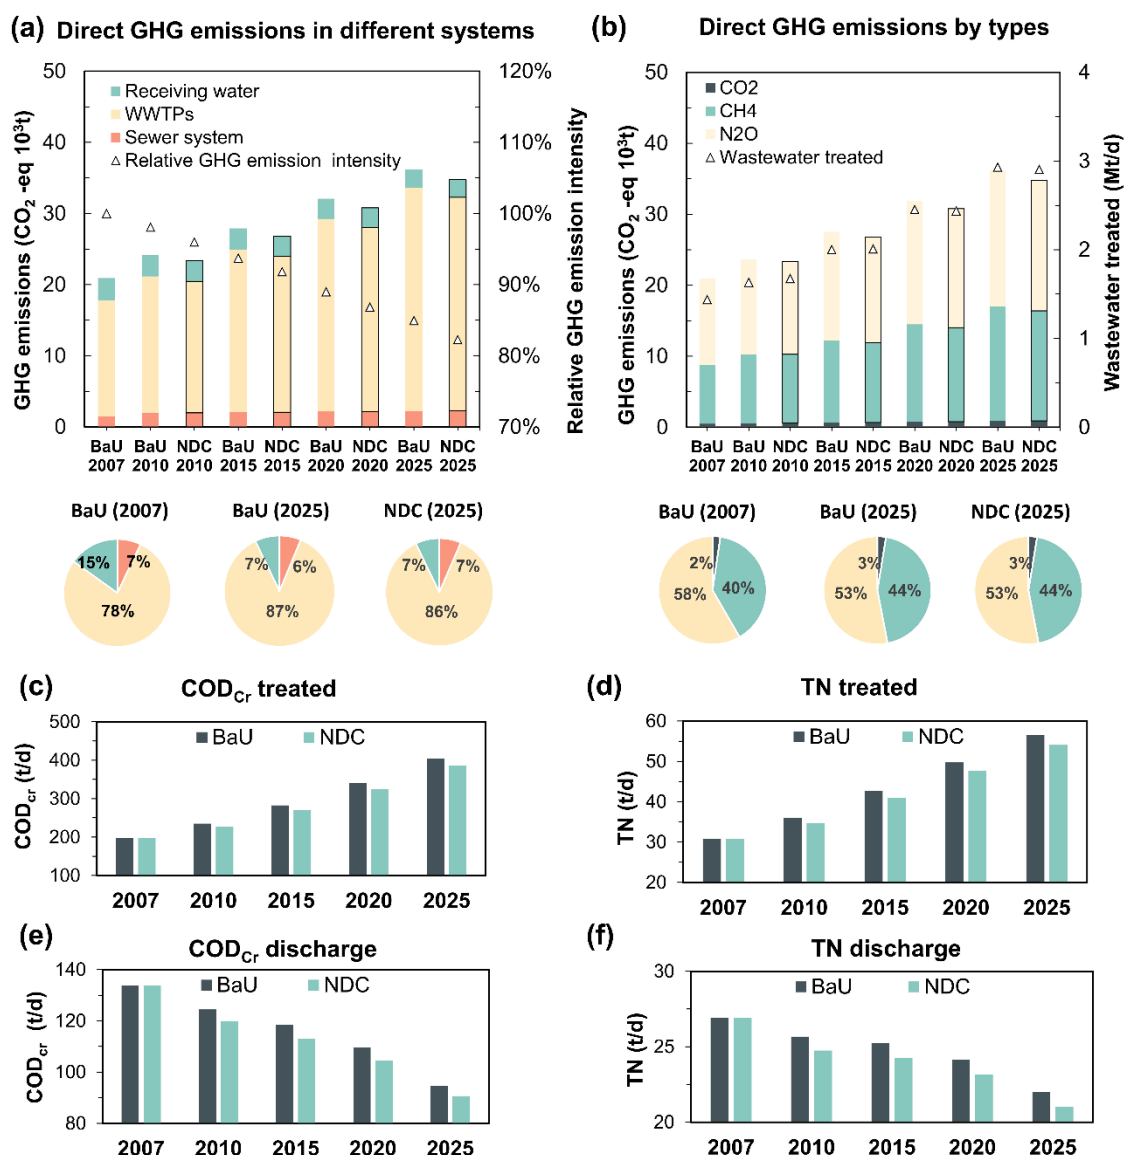 (a) Direct GHG emissions in different systems
GHG emissions (CO₂ -eq 10³t)
50
40
30
20
10
0
Receiving water
WWTPs
Sewer system
Relative GHG emission intensity
120%
110%
100%
90%
80%
70%
Relative GHG emission intensity
BaU 2007
BaU 2010
NDC 2010
BaU 2015
NDC 2015
BaU 2020
NDC 2020
BaU 2025
NDC 2025
BaU (2007)
15%
7%
78%
BaU (2025)
7%
6%
87%
NDC (2025)
7%
7%
86%
(b) Direct GHG emissions by types
GHG emissions (CO₂ -eq 10³t)
50
40
30
20
10
0
CO2
CH4
N2O
Wastewater treated
4
3
2
1
0
Wastewater treated (Mt/d)
BaU 2007
BaU 2010
NDC 2010
BaU 2015
NDC 2015
BaU 2020
NDC 2020
BaU 2025
NDC 2025
BaU (2007)
2%
58%
40%
BaU (2025)
3%
53%
44%
NDC (2025)
3%
53%
44%
(c) COD_Cr treated
COD_cr (t/d)
500
400
300
200
100
BaU NDC
2007 2010 2015 2020 2025
(d) TN treated
TN (t/d)
60
50
40
30
20
BaU NDC
2007 2010 2015 2020 2025
(e) COD_Cr discharge
COD_cr (t/d)
140
120
100
80
BaU NDC
2007 2010 2015 2020 2025
(f) TN discharge
TN (t/d)
30
25
20
BaU NDC
2007 2010 2015 2020 2025